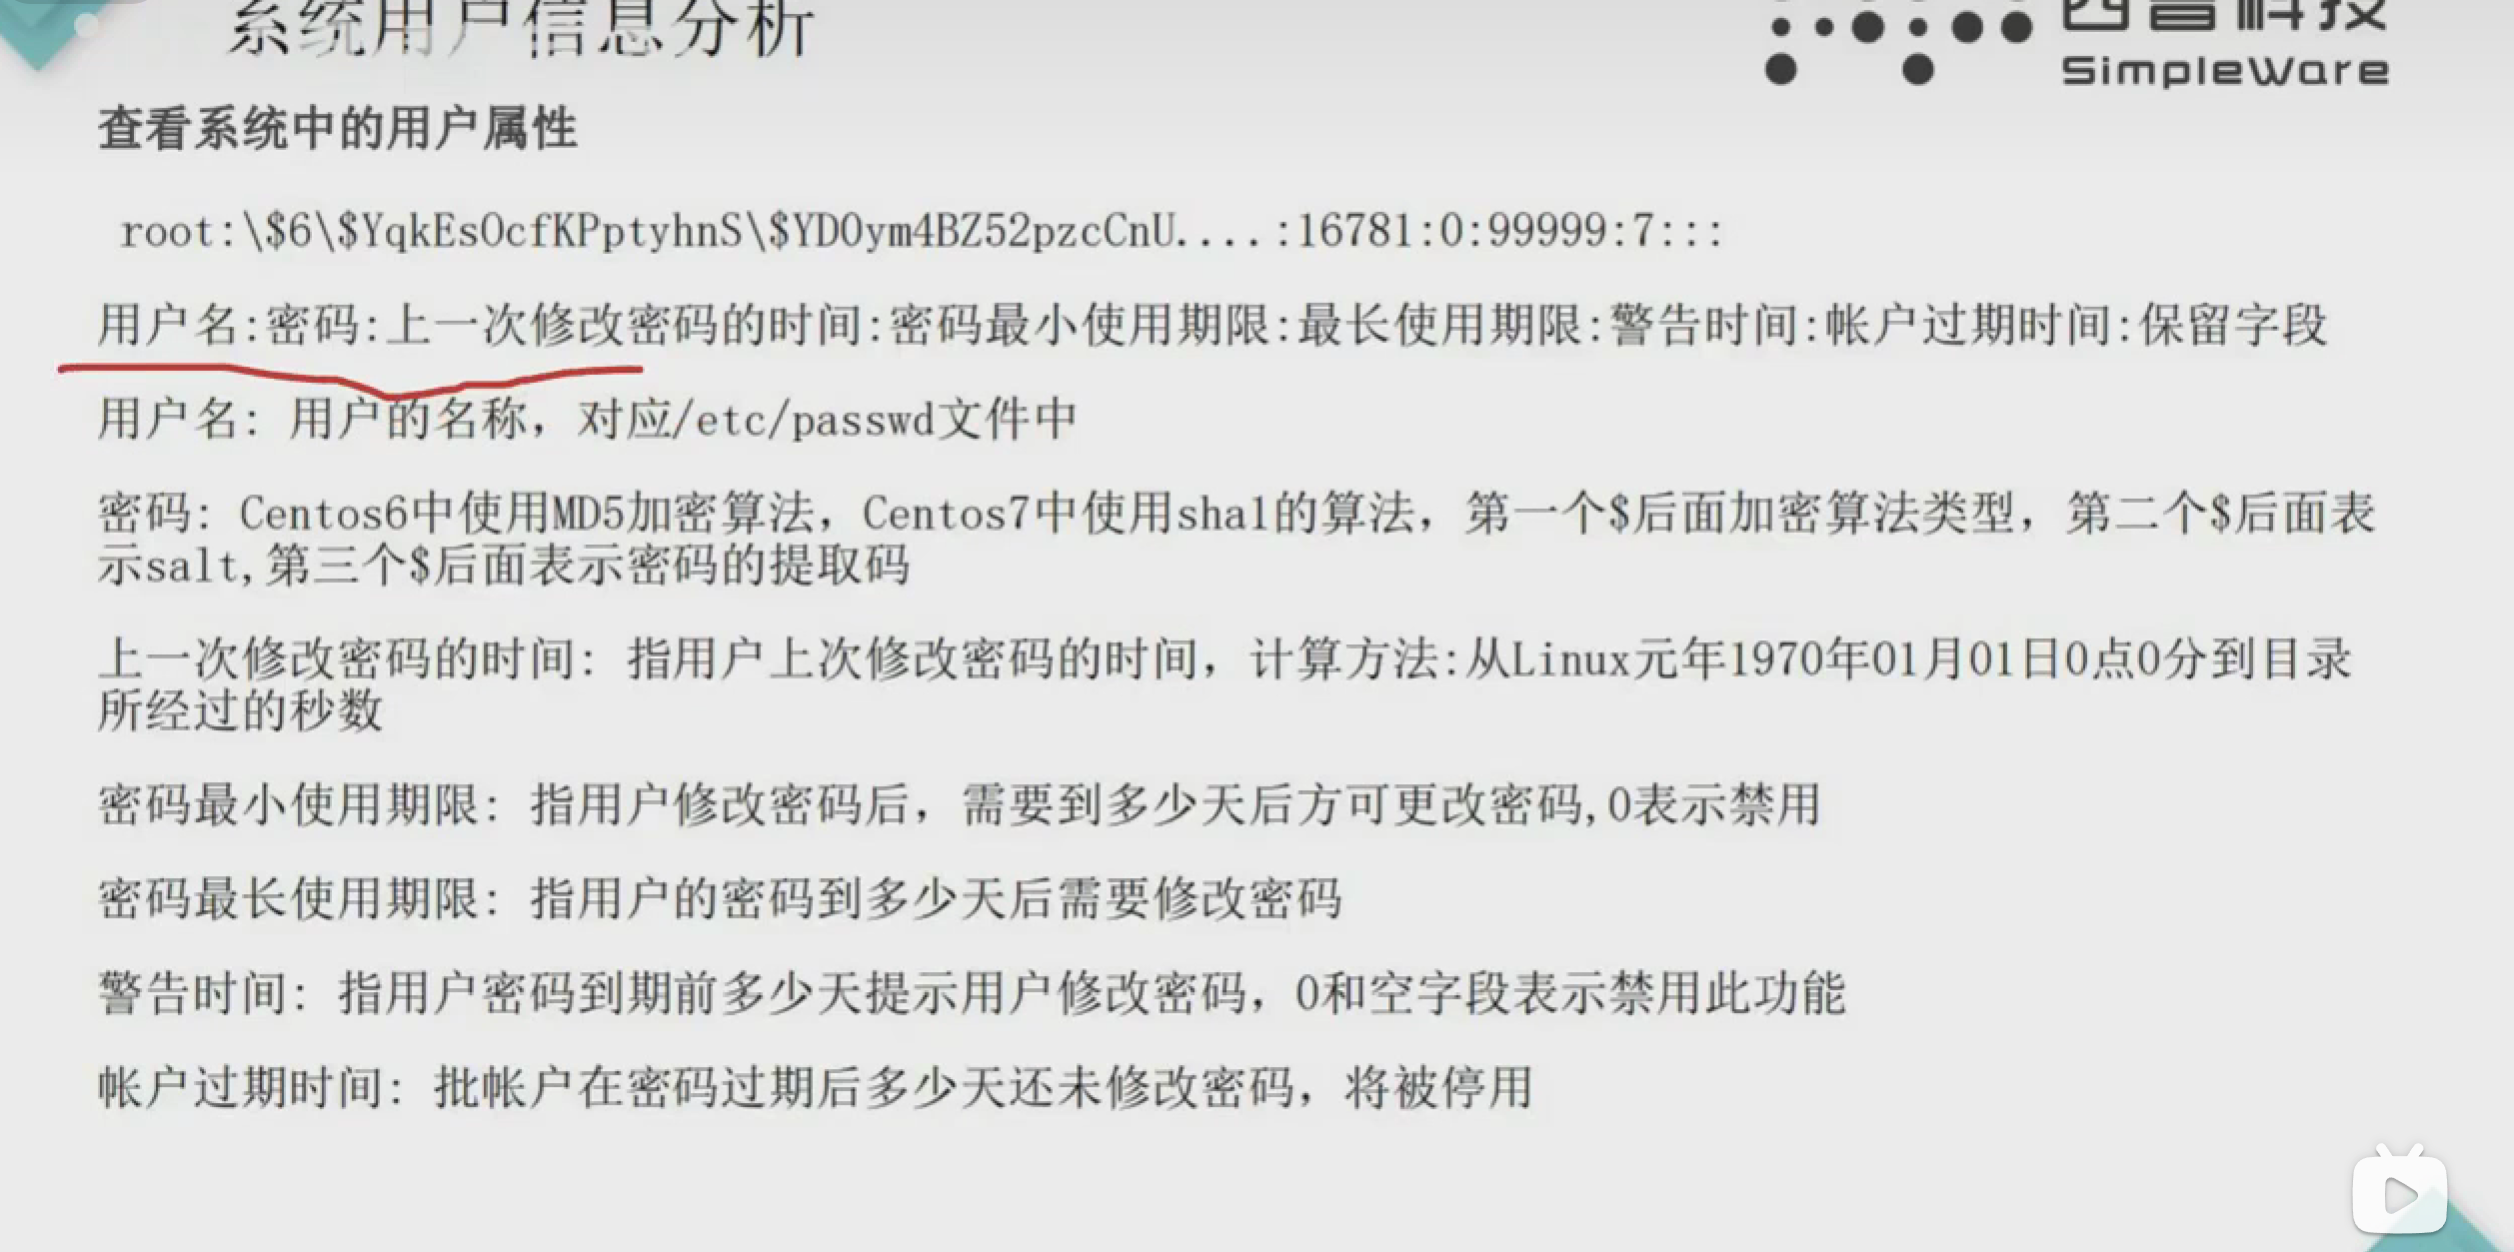 系统用户信息分析
西普科技
SimpleWare
查看系统中的用户属性
root:\$6\$YqkEsOcfKPptyhnS\$YD0ym4BZ52pzcCnU....:16781:0:99999:7:::
用户名:密码:上一次修改密码的时间:密码最小使用期限:最长使用期限:警告时间:帐户过期时间:保留字段
用户名: 用户的名称，对应/etc/passwd文件中
密码: Centos6中使用MD5加密算法，Centos7中使用sha1的算法，第一个$后面加密算法类型，第二个$后面表
示salt,第三个$后面表示密码的提取码
上一次修改密码的时间: 指用户上次修改密码的时间，计算方法:从Linux元年1970年01月01日0点0分到目录
所经过的秒数
密码最小使用期限: 指用户修改密码后，需要到多少天后方可更改密码,0表示禁用
密码最长使用期限: 指用户的密码到多少天后需要修改密码
警告时间: 指用户密码到期前多少天提示用户修改密码，0和空字段表示禁用此功能
帐户过期时间: 批帐户在密码过期后多少天还未修改密码，将被停用